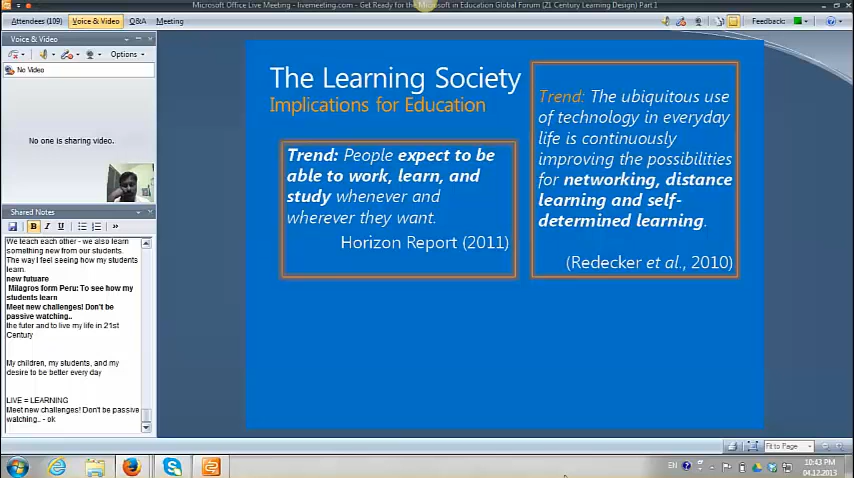 Microsoft Office Live Meeting - livemeeting.com - Get Ready for the Microsoft in Education Global Forum (21 Century Learning Design) Part 1
Attendees (109)
Voice & Video
Q&A
Meeting
Feedback:
Voice & Video
Options
No Video
No one is sharing video.
Shared Notes
B I U
We teach each other - we also learn
something new from our students.
The way I feel seeing how my students
learn.
new futuare
Milagros form Peru: To see how my
students learn
Meet new challenges! Don't be
passive watching..
the futer and to live my life in 21st
Century
My children, my students, and my
desire to be better every day
LIVE = LEARNING
Meet new challenges! Don't be passive
watching.. - ok
The Learning Society
Implications for Education
Trend: People expect to be
able to work, learn, and
study whenever and
wherever they want.
Horizon Report (2011)
Trend: The ubiquitous use
of technology in everyday
life is continuously
improving the possibilities
for networking, distance
learning and self-
determined learning.
(Redecker et al., 2010)
Fit to Page
EN
10:43 PM
04.12.2013